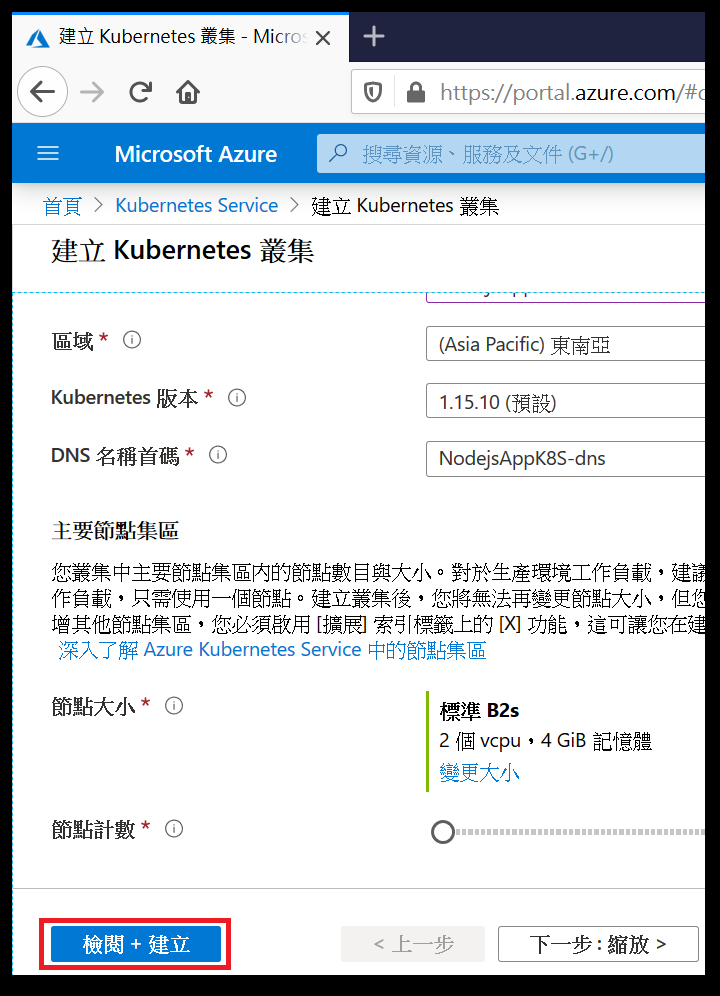 建立 Kubernetes 叢集 - Micros
https://portal.azure.com/#c
Microsoft Azure
搜尋資源、服務及文件 (G+/)
首頁 > Kubernetes Service > 建立 Kubernetes 叢集
建立 Kubernetes 叢集
區域 *
(Asia Pacific) 東南亞
Kubernetes 版本 *
1.15.10 (預設)
DNS 名稱首碼 *
NodejsAppK8S-dns
主要節點集區
您叢集中主要節點集區內的節點數目與大小。對於生產環境工作負載，建議
作負載，只需使用一個節點。建立叢集後，您將無法再變更節點大小，但您
增其他節點集區，您必須啟用 [擴展] 索引標籤上的 [X] 功能，這可讓您在建
深入了解 Azure Kubernetes Service 中的節點集區
節點大小 *
標準 B2s
2 個 vcpu，4 GiB 記憶體
變更大小
節點計數 *
檢閱 + 建立
< 上一步
下一步 : 縮放 >